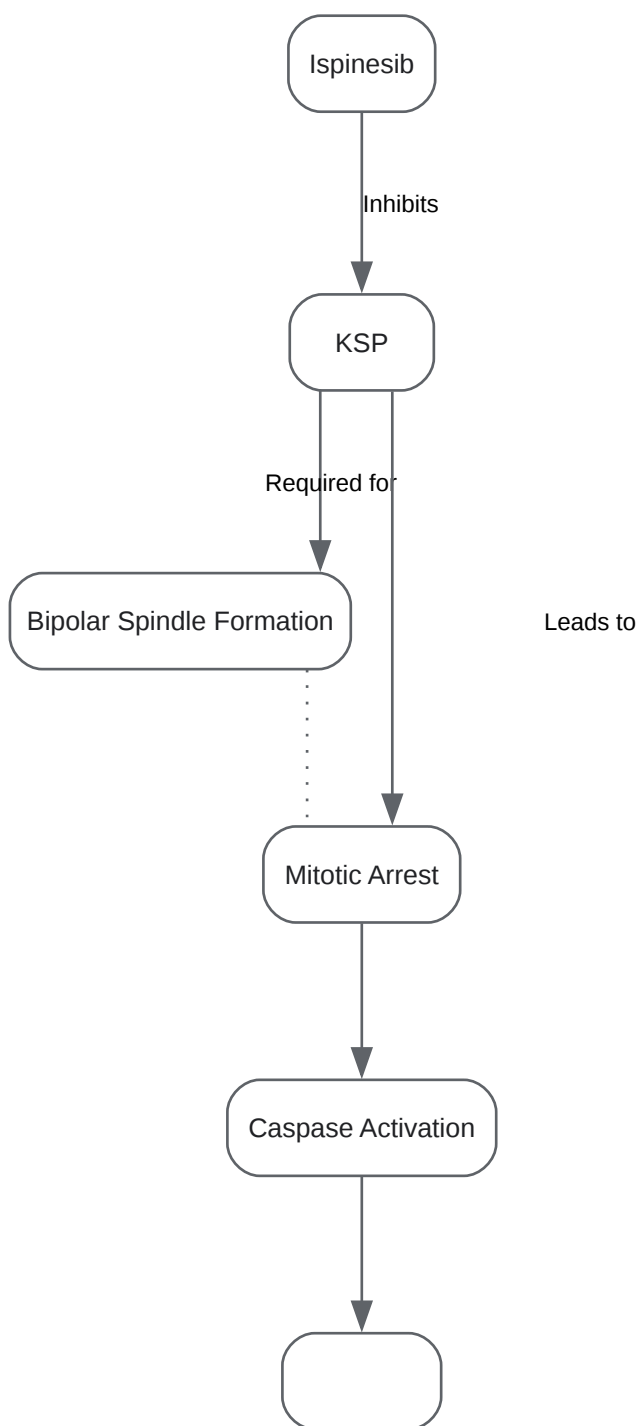 Ispinesib
Inhibits
KSP
Required for
Bipolar Spindle Formation
Leads to
Mitotic Arrest
Caspase Activation